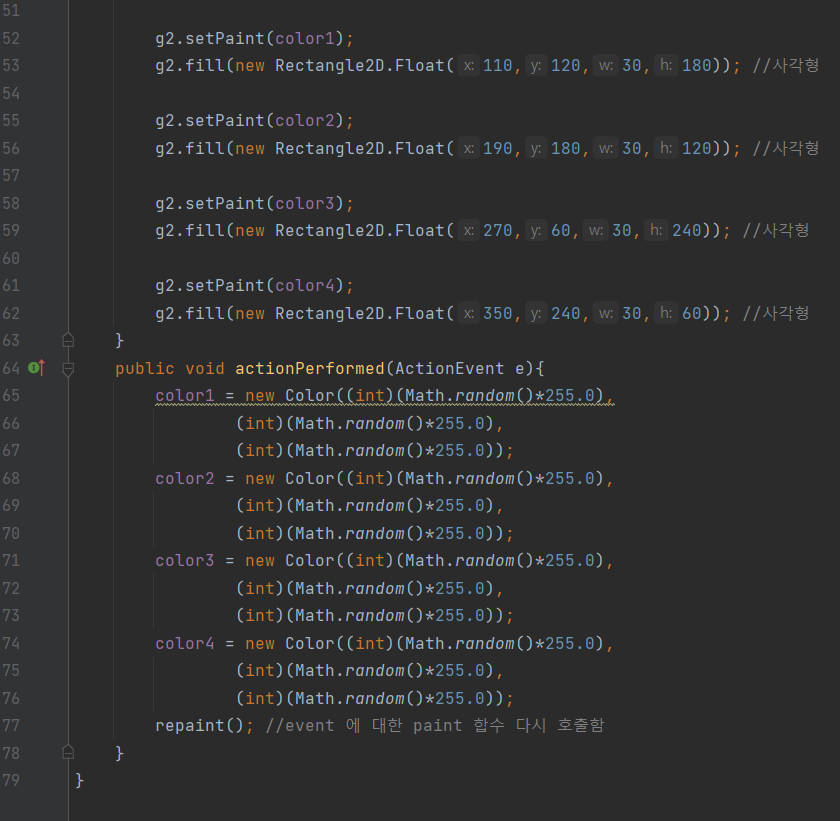 51
52 g2.setPaint(color1);
53 g2.fill(new Rectangle2D.Float( x: 110, y: 120, w: 30, h: 180)); //사각형
54
55 g2.setPaint(color2);
56 g2.fill(new Rectangle2D.Float( x: 190, y: 180, w: 30, h: 120)); //사각형
57
58 g2.setPaint(color3);
59 g2.fill(new Rectangle2D.Float( x: 270, y: 60, w: 30, h: 240)); //사각형
60
61 g2.setPaint(color4);
62 g2.fill(new Rectangle2D.Float( x: 350, y: 240, w: 30, h: 60)); //사각형
63 }
64 public void actionPerformed(ActionEvent e){
65 color1 = new Color((int)(Math.random()*255.0),
66 (int)(Math.random()*255.0),
67 (int)(Math.random()*255.0));
68 color2 = new Color((int)(Math.random()*255.0),
69 (int)(Math.random()*255.0),
70 (int)(Math.random()*255.0));
71 color3 = new Color((int)(Math.random()*255.0),
72 (int)(Math.random()*255.0),
73 (int)(Math.random()*255.0));
74 color4 = new Color((int)(Math.random()*255.0),
75 (int)(Math.random()*255.0),
76 (int)(Math.random()*255.0));
77 repaint(); //event 에 대한 paint 함수 다시 호출함
78 }
79 }